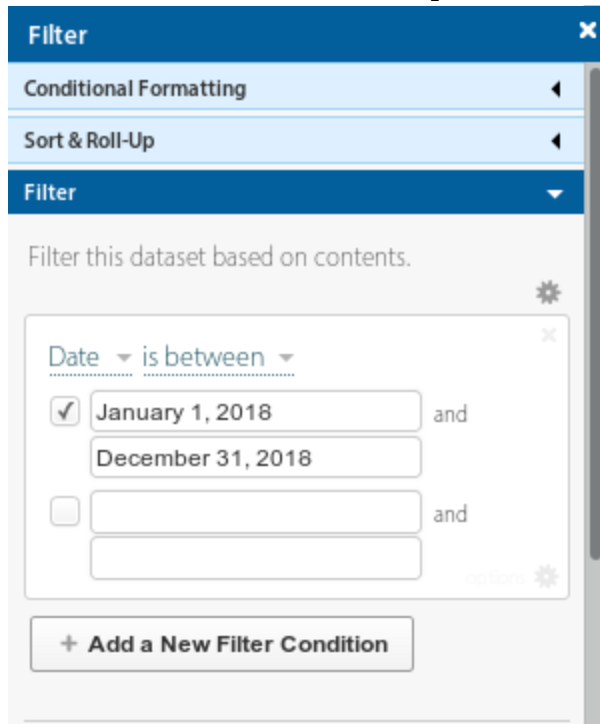 Filter
Conditional Formatting
Sort & Roll-Up
Filter
Filter this dataset based on contents.
Date is between
January 1, 2018 and
December 31, 2018
and
options
+ Add a New Filter Condition